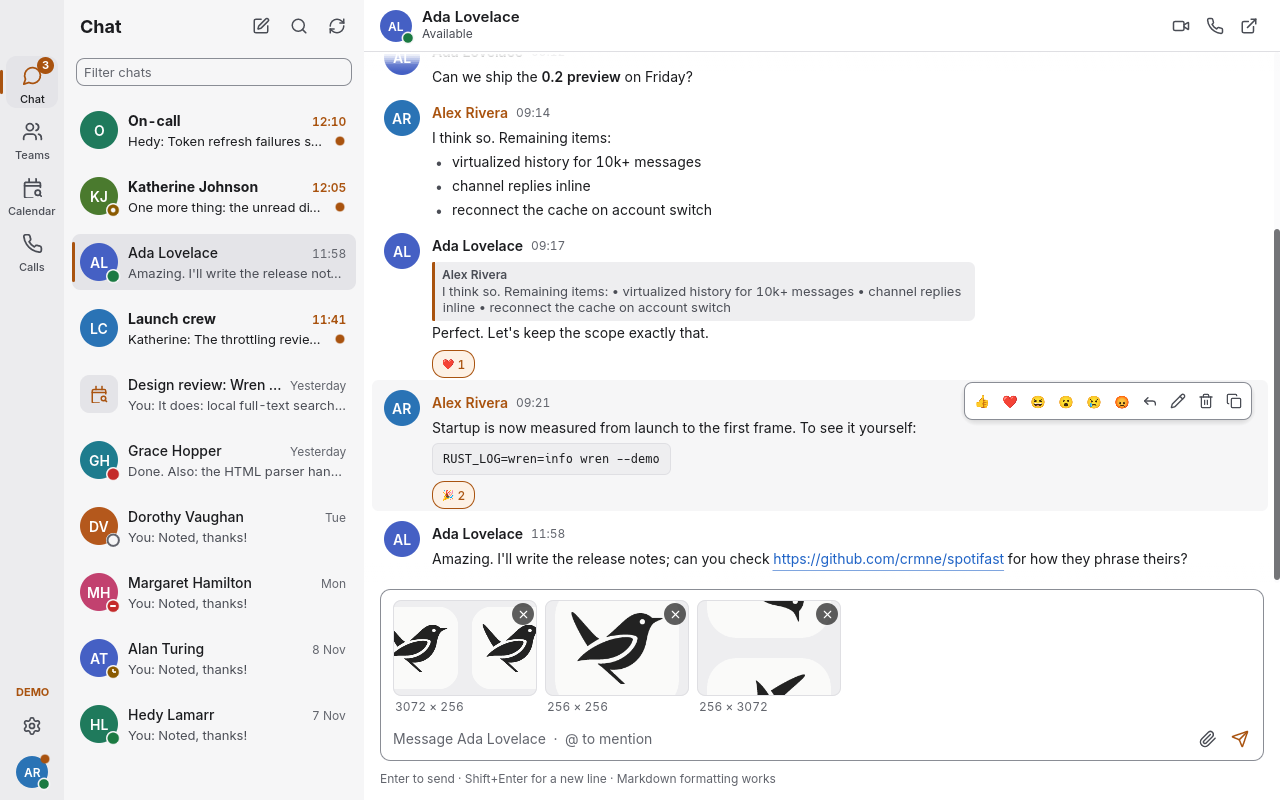 3
Chat
Teams
Calendar
Calls
DEMO
AR
Chat
Filter chats
O
On-call
12:10
Hedy: Token refresh failures s...
KJ
Katherine Johnson
12:05
One more thing: the unread di...
AL
Ada Lovelace
11:58
Amazing. I'll write the release not...
LC
Launch crew
11:41
Katherine: The throttling revie...
Design review: Wren ...
Yesterday
You: It does: local full-text search...
GH
Grace Hopper
Yesterday
Done. Also: the HTML parser han...
DV
Dorothy Vaughan
Tue
You: Noted, thanks!
MH
Margaret Hamilton
Mon
You: Noted, thanks!
AT
Alan Turing
8 Nov
You: Noted, thanks!
HL
Hedy Lamarr
7 Nov
You: Noted, thanks!
AL
Ada Lovelace
Available
AL
Ada Lovelace
Can we ship the 0.2 preview on Friday?
AR
Alex Rivera 09:14
I think so. Remaining items:
• virtualized history for 10k+ messages
• channel replies inline
• reconnect the cache on account switch
AL
Ada Lovelace 09:17
Alex Rivera
I think so. Remaining items: • virtualized history for 10k+ messages • channel replies
inline • reconnect the cache on account switch
Perfect. Let's keep the scope exactly that.
❤️ 1
AR
Alex Rivera 09:21
Startup is now measured from launch to the first frame. To see it yourself:
RUST_LOG=wren=info wren --demo
🎉 2
AL
Ada Lovelace 11:58
Amazing. I'll write the release notes; can you check https://github.com/crmne/spotifast for how they phrase theirs?
3072 × 256
256 × 256
256 × 3072
Message Ada Lovelace · @ to mention
Enter to send · Shift+Enter for a new line · Markdown formatting works